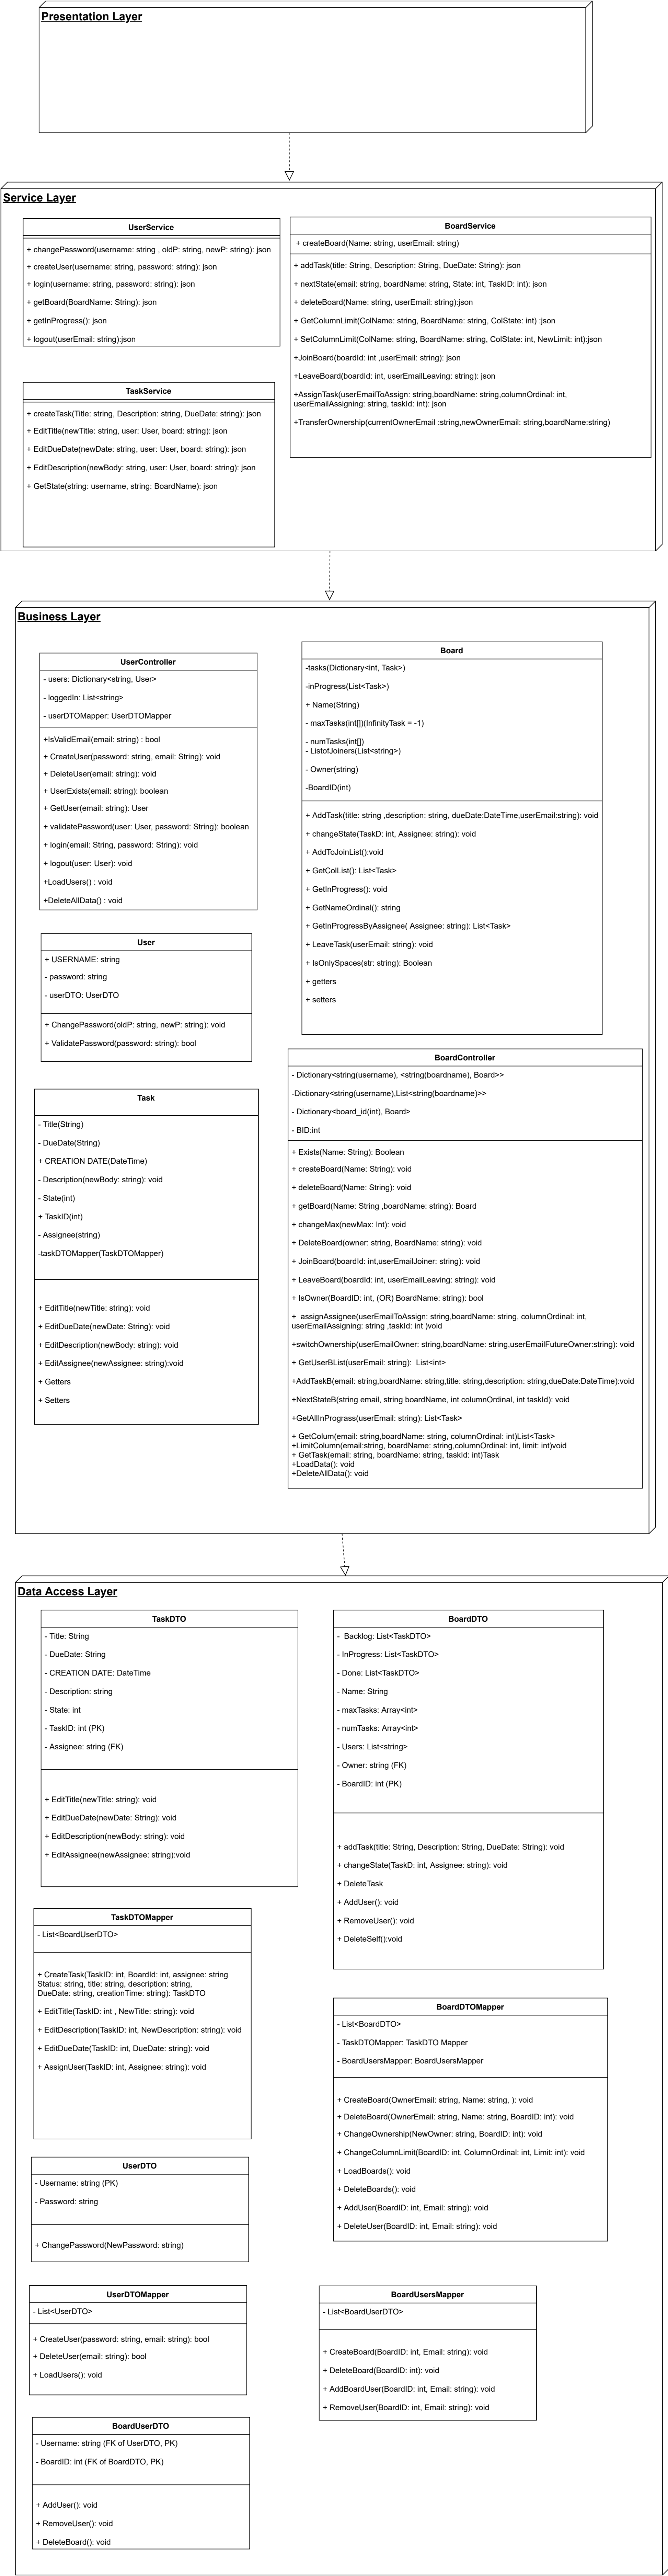 Presentation Layer
Service Layer
UserService
+ changePassword(username: string , oldP: string, newP: string): json
+ createUser(username: string, password: string): json
+ login(username: string, password: string): json
+ getBoard(BoardName: String): json
+ getInProgress(): json
+ logout(userEmail: string):json
BoardService
+ createBoard(Name: string, userEmail: string)
+ addTask(title: String, Description: String, DueDate: String): json
+ nextState(email: string, boardName: string, State: int, TaskID: int): json
+ deleteBoard(Name: string, userEmail: string):json
+ GetColumnLimit(ColName: string, BoardName: string, ColState: int) :json
+ SetColumnLimit(ColName: string, BoardName: string, ColState: int, NewLimit: int):json
+JoinBoard(boardId: int ,userEmail: string): json
+LeaveBoard(boardId: int, userEmailLeaving: string): json
+AssignTask(userEmailToAssign: string,boardName: string,columnOrdinal: int,
userEmailAssigning: string, taskId: int): json
+TransferOwnership(currentOwnerEmail :string,newOwnerEmail: string,boardName:string)
TaskService
+ createTask(Title: string, Description: string, DueDate: string): json
+ EditTitle(newTitle: string, user: User, board: string): json
+ EditDueDate(newDate: string, user: User, board: string): json
+ EditDescription(newBody: string, user: User, board: string): json
+ GetState(string: username, string: BoardName): json
Business Layer
UserController
- users: Dictionary<string, User>
- loggedIn: List<string>
- userDTOMapper: UserDTOMapper
+IsValidEmail(email: string) : bool
+ CreateUser(password: string, email: String): void
+ DeleteUser(email: string): void
+ UserExists(email: string): boolean
+ GetUser(email: string): User
+ validatePassword(user: User, password: String): boolean
+ login(email: String, password: String): void
+ logout(user: User): void
+LoadUsers() : void
+DeleteAllData() : void
Board
-tasks(Dictionary<int, Task>)
-inProgress(List<Task>)
+ Name(String)
- maxTasks(int[])(InfinityTask = -1)
- numTasks(int[])
- ListofJoiners(List<string>)
- Owner(string)
-BoardID(int)
+ AddTask(title: string ,description: string, dueDate:DateTime,userEmail:string): void
+ changeState(TaskD: int, Assignee: string): void
+ AddToJoinList():void
+ GetColList(): List<Task>
+ GetInProgress(): void
+ GetNameOrdinal(): string
+ GetInProgressByAssignee( Assignee: string): List<Task>
+ LeaveTask(userEmail: string): void
+ IsOnlySpaces(str: string): Boolean
+ getters
+ setters
User
+ USERNAME: string
- password: string
- userDTO: UserDTO
+ ChangePassword(oldP: string, newP: string): void
+ ValidatePassword(password: string): bool
Task
- Title(String)
- DueDate(String)
+ CREATION DATE(DateTime)
- Description(newBody: string): void
- State(int)
+ TaskID(int)
- Assignee(string)
-taskDTOMapper(TaskDTOMapper)
+ EditTitle(newTitle: string): void
+ EditDueDate(newDate: String): void
+ EditDescription(newBody: string): void
+ EditAssignee(newAssignee: string):void
+ Getters
+ Setters
BoardController
- Dictionary<string(username), <string(boardname), Board>>
-Dictionary<string(username),List<string(boardname)>>
- Dictionary<board_id(int), Board>
- BID:int
+ Exists(Name: String): Boolean
+ createBoard(Name: String): void
+ deleteBoard(Name: String): void
+ getBoard(Name: String ,boardName: string): Board
+ changeMax(newMax: Int): void
+ DeleteBoard(owner: string, BoardName: string): void
+ JoinBoard(boardId: int,userEmailJoiner: string): void
+ LeaveBoard(boardId: int, userEmailLeaving: string): void
+ IsOwner(BoardID: int, (OR) BoardName: string): bool
+ assignAssignee(userEmailToAssign: string,boardName: string, columnOrdinal: int,
userEmailAssigning: string ,taskId: int )void
+switchOwnership(userEmailOwner: string;boardName: string,userEmailFutureOwner:string): void
+ GetUserBList(userEmail: string): List<int>
+AddTaskB(email: string,boardName: string,title: string,description: string,dueDate:DateTime):void
+NextStateB(string email, string boardName, int columnOrdinal, int taskId): void
+GetAllInPrograss(userEmail: string): List<Task>
+ GetColum(email: string,boardName: string, columnOrdinal: int)List<Task>
+LimitColumn(email:string, boardName: string,columnOrdinal: int, limit: int)void
+ GetTask(email: string, boardName: string, taskId: int)Task
+LoadData(): void
+DeleteAllData(): void
Data Access Layer
TaskDTO
- Title: String
- DueDate: String
- CREATION DATE: DateTime
- Description: string
- State: int
- TaskID: int (PK)
- Assignee: string (FK)
+ EditTitle(newTitle: string): void
+ EditDueDate(newDate: String): void
+ EditDescription(newBody: string): void
+ EditAssignee(newAssignee: string):void
BoardDTO
- Backlog: List<TaskDTO>
- InProgress: List<TaskDTO>
- Done: List<TaskDTO>
- Name: String
- maxTasks: Array<int>
- numTasks: Array<int>
- Users: List<string>
- Owner: string (FK)
- BoardID: int (PK)
+ addTask(title: String, Description: String, DueDate: String): void
+ changeState(TaskD: int, Assignee: string): void
+ DeleteTask
+ AddUser(): void
+ RemoveUser(): void
+ DeleteSelf():void
TaskDTOMapper
- List<BoardUserDTO>
+ CreateTask(TaskID: int, BoardId: int, assignee: string
Status: string, title: string, description: string,
DueDate: string, creationTime: string): TaskDTO
+ EditTitle(TaskID: int , NewTitle: string): void
+ EditDescription(TaskID: int, NewDescription: string): void
+ EditDueDate(TaskID: int, DueDate: string): void
+ AssignUser(TaskID: int, Assignee: string): void
BoardDTOMapper
- List<BoardDTO>
- TaskDTOMapper: TaskDTO Mapper
- BoardUsersMapper: BoardUsersMapper
+ CreateBoard(OwnerEmail: string, Name: string, ): void
+ DeleteBoard(OwnerEmail: string, Name: string, BoardID: int): void
+ ChangeOwnership(NewOwner: string, BoardID: int): void
+ ChangeColumnLimit(BoardID: int, ColumnOrdinal: int, Limit: int): void
+ LoadBoards(): void
+ DeleteBoards(): void
+ AddUser(BoardID: int, Email: string): void
+ DeleteUser(BoardID: int, Email: string): void
UserDTO
- Username: string (PK)
- Password: string
+ ChangePassword(NewPassword: string)
UserDTOMapper
- List<UserDTO>
+ CreateUser(password: string, email: string): bool
+ DeleteUser(email: string): bool
+ LoadUsers(): void
BoardUsersMapper
- List<BoardUserDTO>
+ CreateBoard(BoardID: int, Email: string): void
+ DeleteBoard(BoardID: int): void
+ AddBoardUser(BoardID: int, Email: string): void
+ RemoveUser(BoardID: int, Email: string): void
BoardUserDTO
- Username: string (FK of UserDTO, PK)
- BoardID: int (FK of BoardDTO, PK)
+ AddUser(): void
+ RemoveUser(): void
+ DeleteBoard(): void